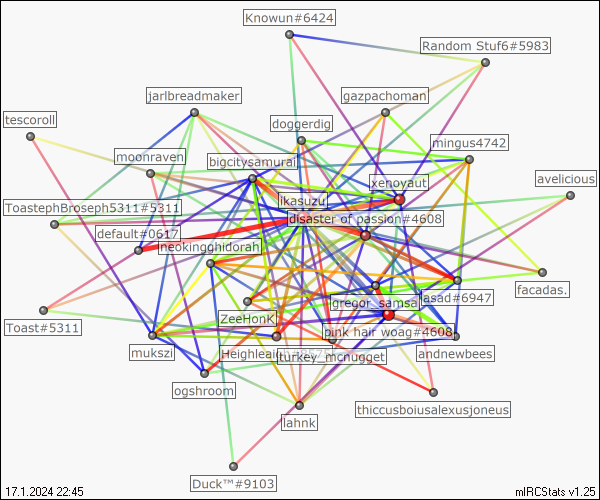 Knowun#6424
Random Stuf6#5983
jarlbreadmaker
gazpachoman
tescoroll
doggerdig
mingus4742
moonraven
bigcitysamurai
xenoyaut
avelicious
ikasuzu
ToastephBroseph5311#5311
disaster of passion#4608
default#0617
neokingghidorah
facadas.
gregor_samsa
jasad#6947
ZeeHonK
Toast#5311
pink hair woag#4608
mukszi
turkey_mcnugget
andnewbees
ogshroom
thiccusboiusalexusjoneus
lahnk
Duck™#9103
17.1.2024 22:45
mIRCStats v1.25